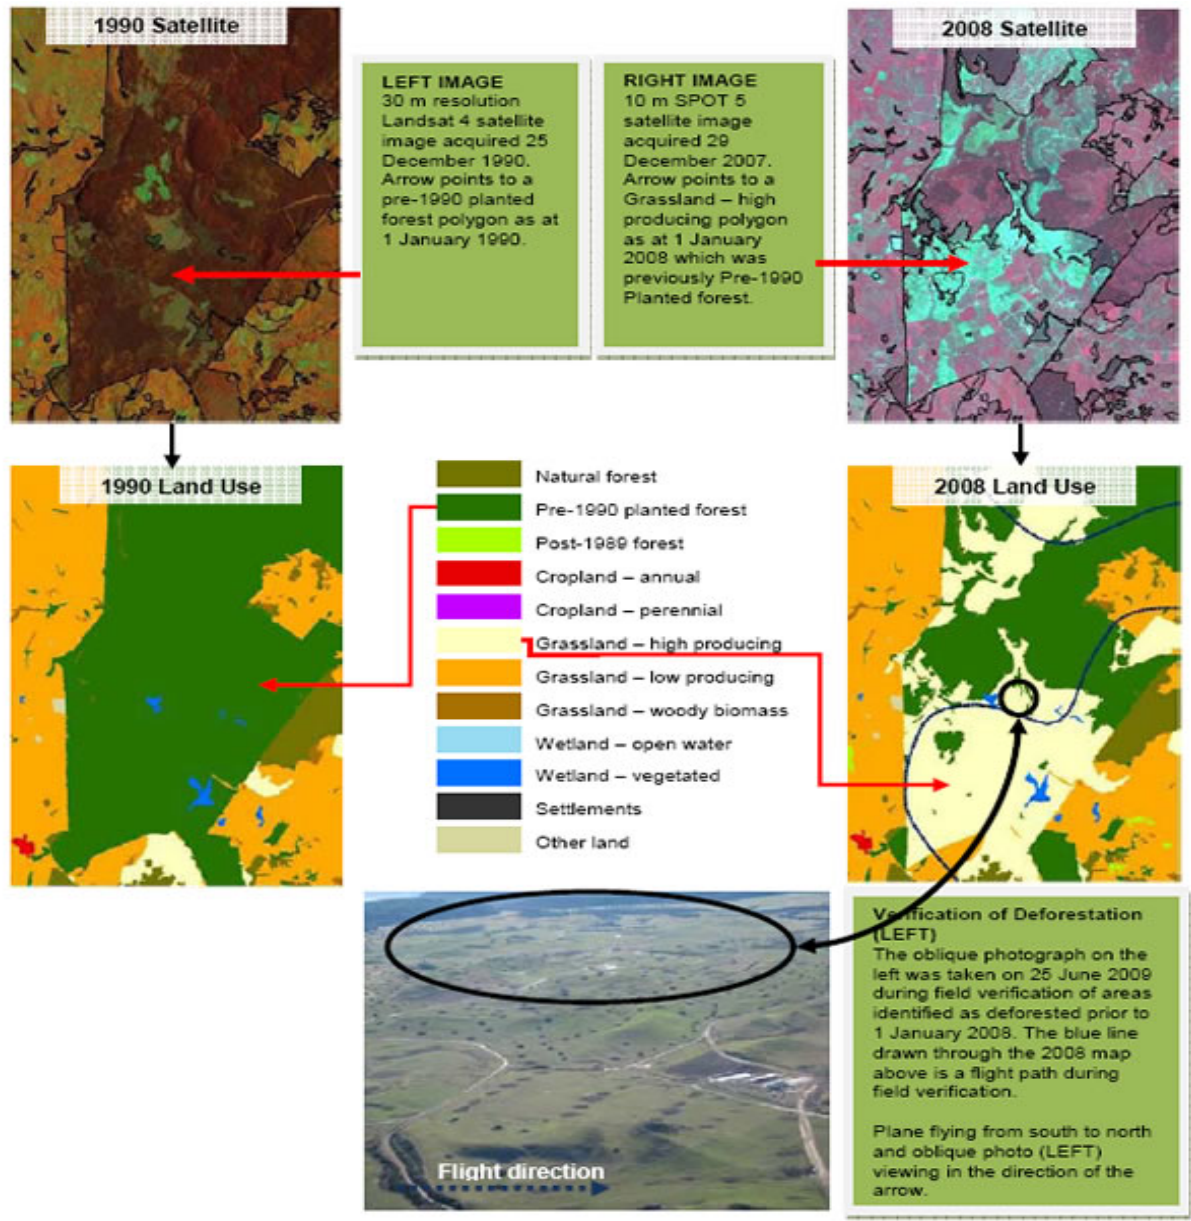 1990 Satellite
2008 Satellite
LEFT IMAGE
30 m resolution
Landsat 4 satellite
image acquired 25
December 1990.
Arrow points to a
pre-1990 planted
forest polygon as at
1 January 1990.
RIGHT IMAGE
10 m SPOT 5
satellite image
acquired 29
December 2007.
Arrow points to a
Grassland – high
producing polygon
as at 1 January
2008 which was
previously Pre-1990
Planted forest.
1990 Land Use
2008 Land Use
Natural forest
Pre-1990 planted forest
Post-1989 forest
Cropland – annual
Cropland – perennial
Grassland – high producing
Grassland – low producing
Grassland – woody biomass
Wetland – open water
Wetland – vegetated
Settlements
Other land
Flight direction
Verification of Deforestation
(LEFT)
The oblique photograph on the
left was taken on 25 June 2009
during field verification of areas
identified as deforested prior to
1 January 2008. The blue line
drawn through the 2008 map
above is a flight path during
field verification.
Plane flying from south to north
and oblique photo (LEFT)
viewing in the direction of the
arrow.